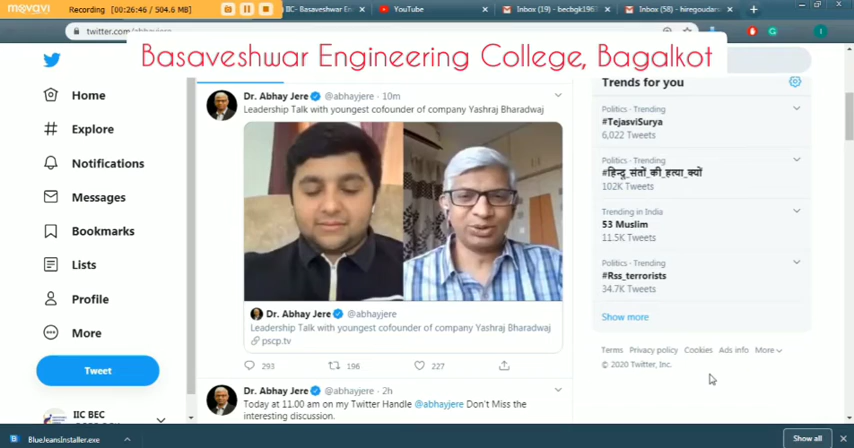 movavi
Recording | 00:26:46 / 504.6 MB
IIC- Basaveshwar En
YouTube
Inbox (19) - becbgk1963
Inbox (58) - hiregoudar
twitter.com/abhayjere
Basaveshwar Engineering College, Bagalkot
Home
Explore
Notifications
Messages
Bookmarks
Lists
Profile
More
Tweet
IIC BEC
Dr. Abhay Jere @abhayjere · 10m
Leadership Talk with youngest cofounder of company Yashraj Bharadwaj
Dr. Abhay Jere @abhayjere
Leadership Talk with youngest cofounder of company Yashraj Bharadwaj
pscp.tv
293 196 227
Dr. Abhay Jere @abhayjere · 2h
Today at 11.00 am on my Twitter Handle @abhayjere Don't Miss the
interesting discussion.
Trends for you
Politics · Trending
#TejasviSurya
6,022 Tweets
Politics · Trending
#हिन्दू_संतों_की_हत्या_क्यों
102K Tweets
Trending in India
53 Muslim
11.5K Tweets
Politics · Trending
#Rss_terrorists
34.7K Tweets
Show more
Terms Privacy policy Cookies Ads info More
© 2020 Twitter, Inc.
BlueJeansInstaller.exe
Show all